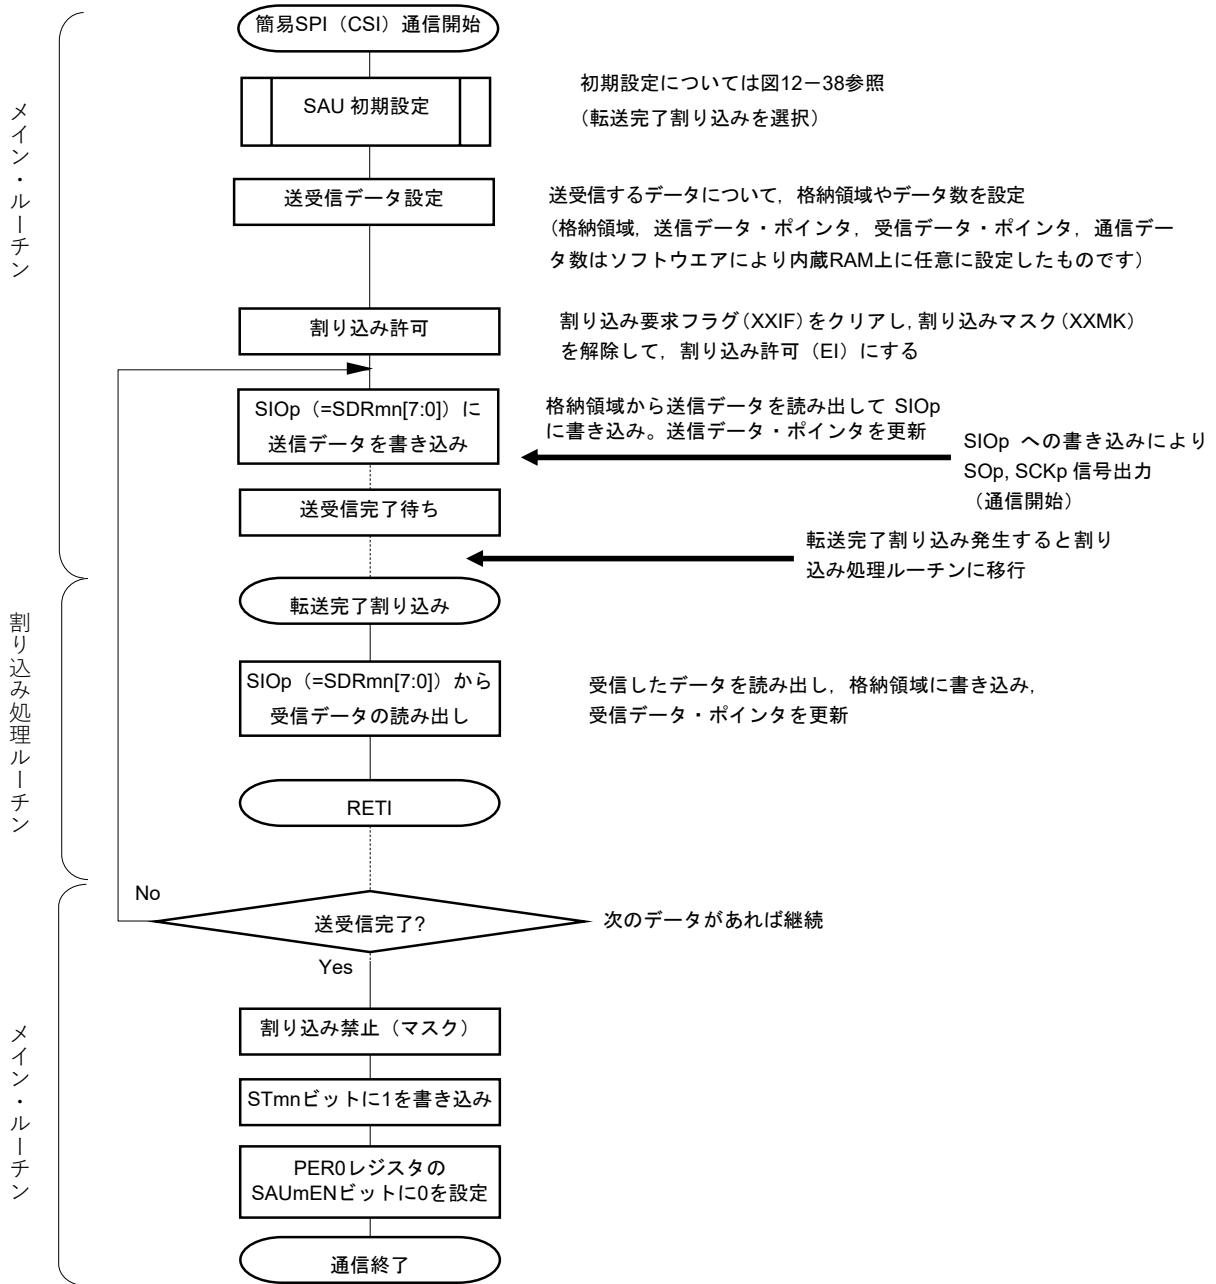 簡易SPI（CSI）通信開始
SAU 初期設定
初期設定については図12－38参照
（転送完了割り込みを選択）
メイン・ルーチン
送受信データ設定
送受信するデータについて，格納領域やデータ数を設定
（格納領域，送信データ・ポインタ，受信データ・ポインタ，通信デー
タ数はソフトウエアにより内蔵RAM上に任意に設定したものです）
割り込み許可
割り込み要求フラグ（XXIF）をクリアし，割り込みマスク（XXMK）
を解除して，割り込み許可（EI）にする
SIOp（=SDRmn[7:0]）に
送信データを書き込み
格納領域から送信データを読み出して SIOp
に書き込み。送信データ・ポインタを更新
SIOp への書き込みにより
SOp, SCKp 信号出力
（通信開始）
送受信完了待ち
転送完了割り込み発生すると割り
込み処理ルーチンに移行
割り込み処理ルーチン
転送完了割り込み
SIOp（=SDRmn[7:0]）から
受信データの読み出し
受信したデータを読み出し，格納領域に書き込み，
受信データ・ポインタを更新
RETI
No
送受信完了?
次のデータがあれば継続
Yes
メイン・ルーチン
割り込み禁止（マスク）
STmnビットに1を書き込み
PER0レジスタの
SAUmENビットに0を設定
通信終了